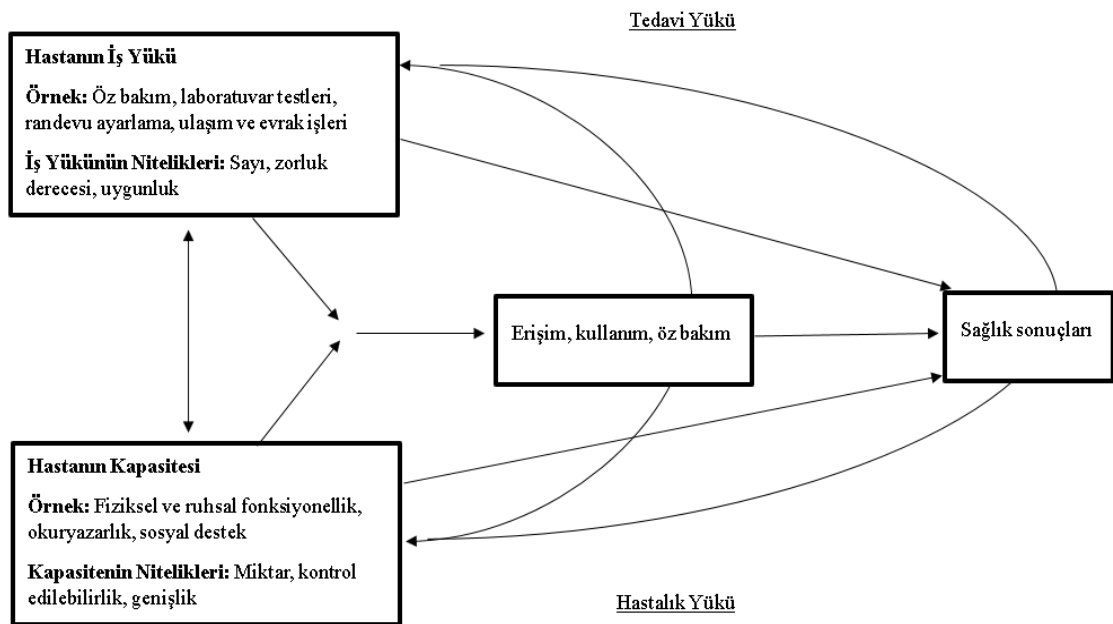 Tedavi Yükü
Hastanın İş Yükü
Örnek: Öz bakım, laboratuvar testleri,
randevu ayarlama, ulaşım ve evrak işleri
İş Yükünün Nitelikleri: Sayı, zorluk
derecesi, uygunluk
Erişim, kullanım, öz bakım
Sağlık sonuçları
Hastanın Kapasitesi
Örnek: Fiziksel ve ruhsal fonksiyonellik,
okuryazarlık, sosyal destek
Kapasitenin Nitelikleri: Miktar, kontrol
edilebilirlik, genişlik
Hastalık Yükü